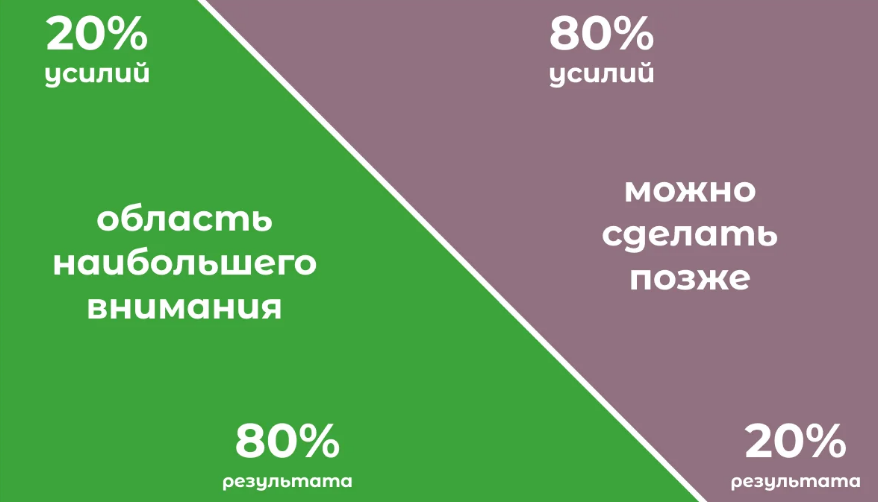 20%
усилий
область
наибольшего
внимания
80%
результата
80%
усилий
можно
сделать
позже
20%
результата